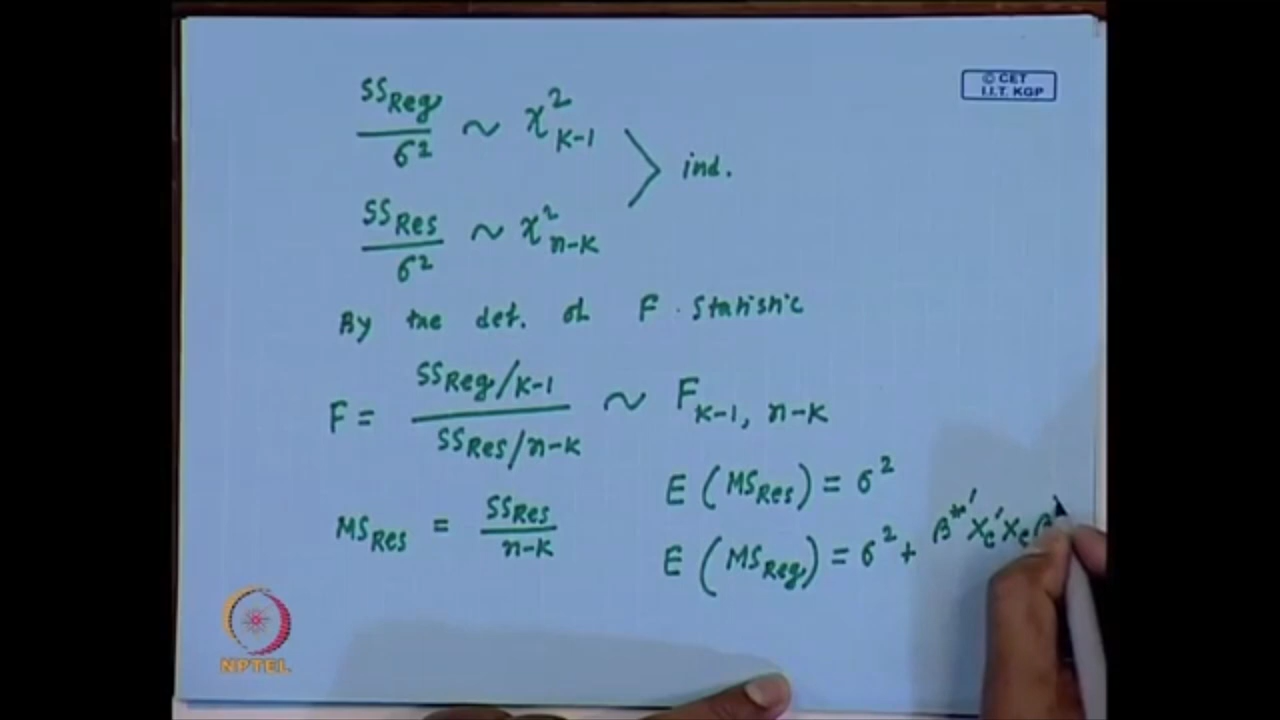 © CET
I.I.T. KGP
SS_Reg / σ² ~ χ²_{k-1}
ind.
SS_Res / σ² ~ χ²_{n-k}
By the def. of F. Statistic
F = (SS_Reg/k-1) / (SS_Res/n-k) ~ F_{k-1, n-k}
E (MS_Res) = σ²
MS_Res = SS_Res / n-k
E (MS_Reg) = σ² + β*' X_c' X_c β
NPTEL